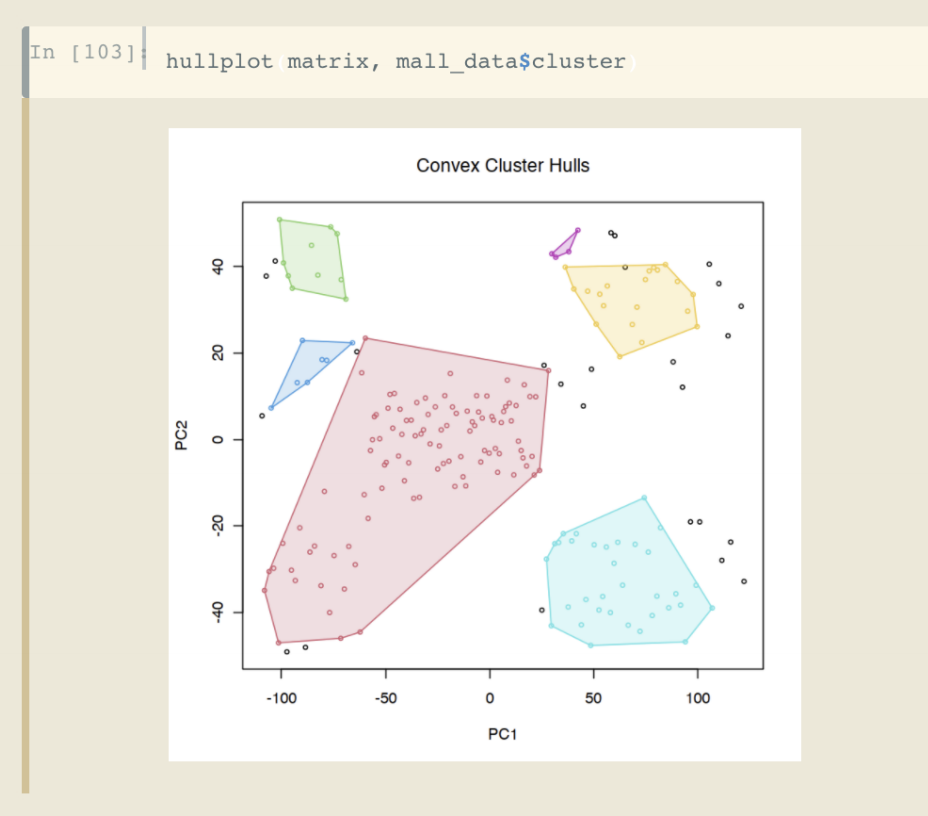 In [103]:
hullplot(matrix, mall_data$cluster)
Convex Cluster Hulls
40
20
0
-20
-40
PC2
-100 -50 0 50 100
PC1